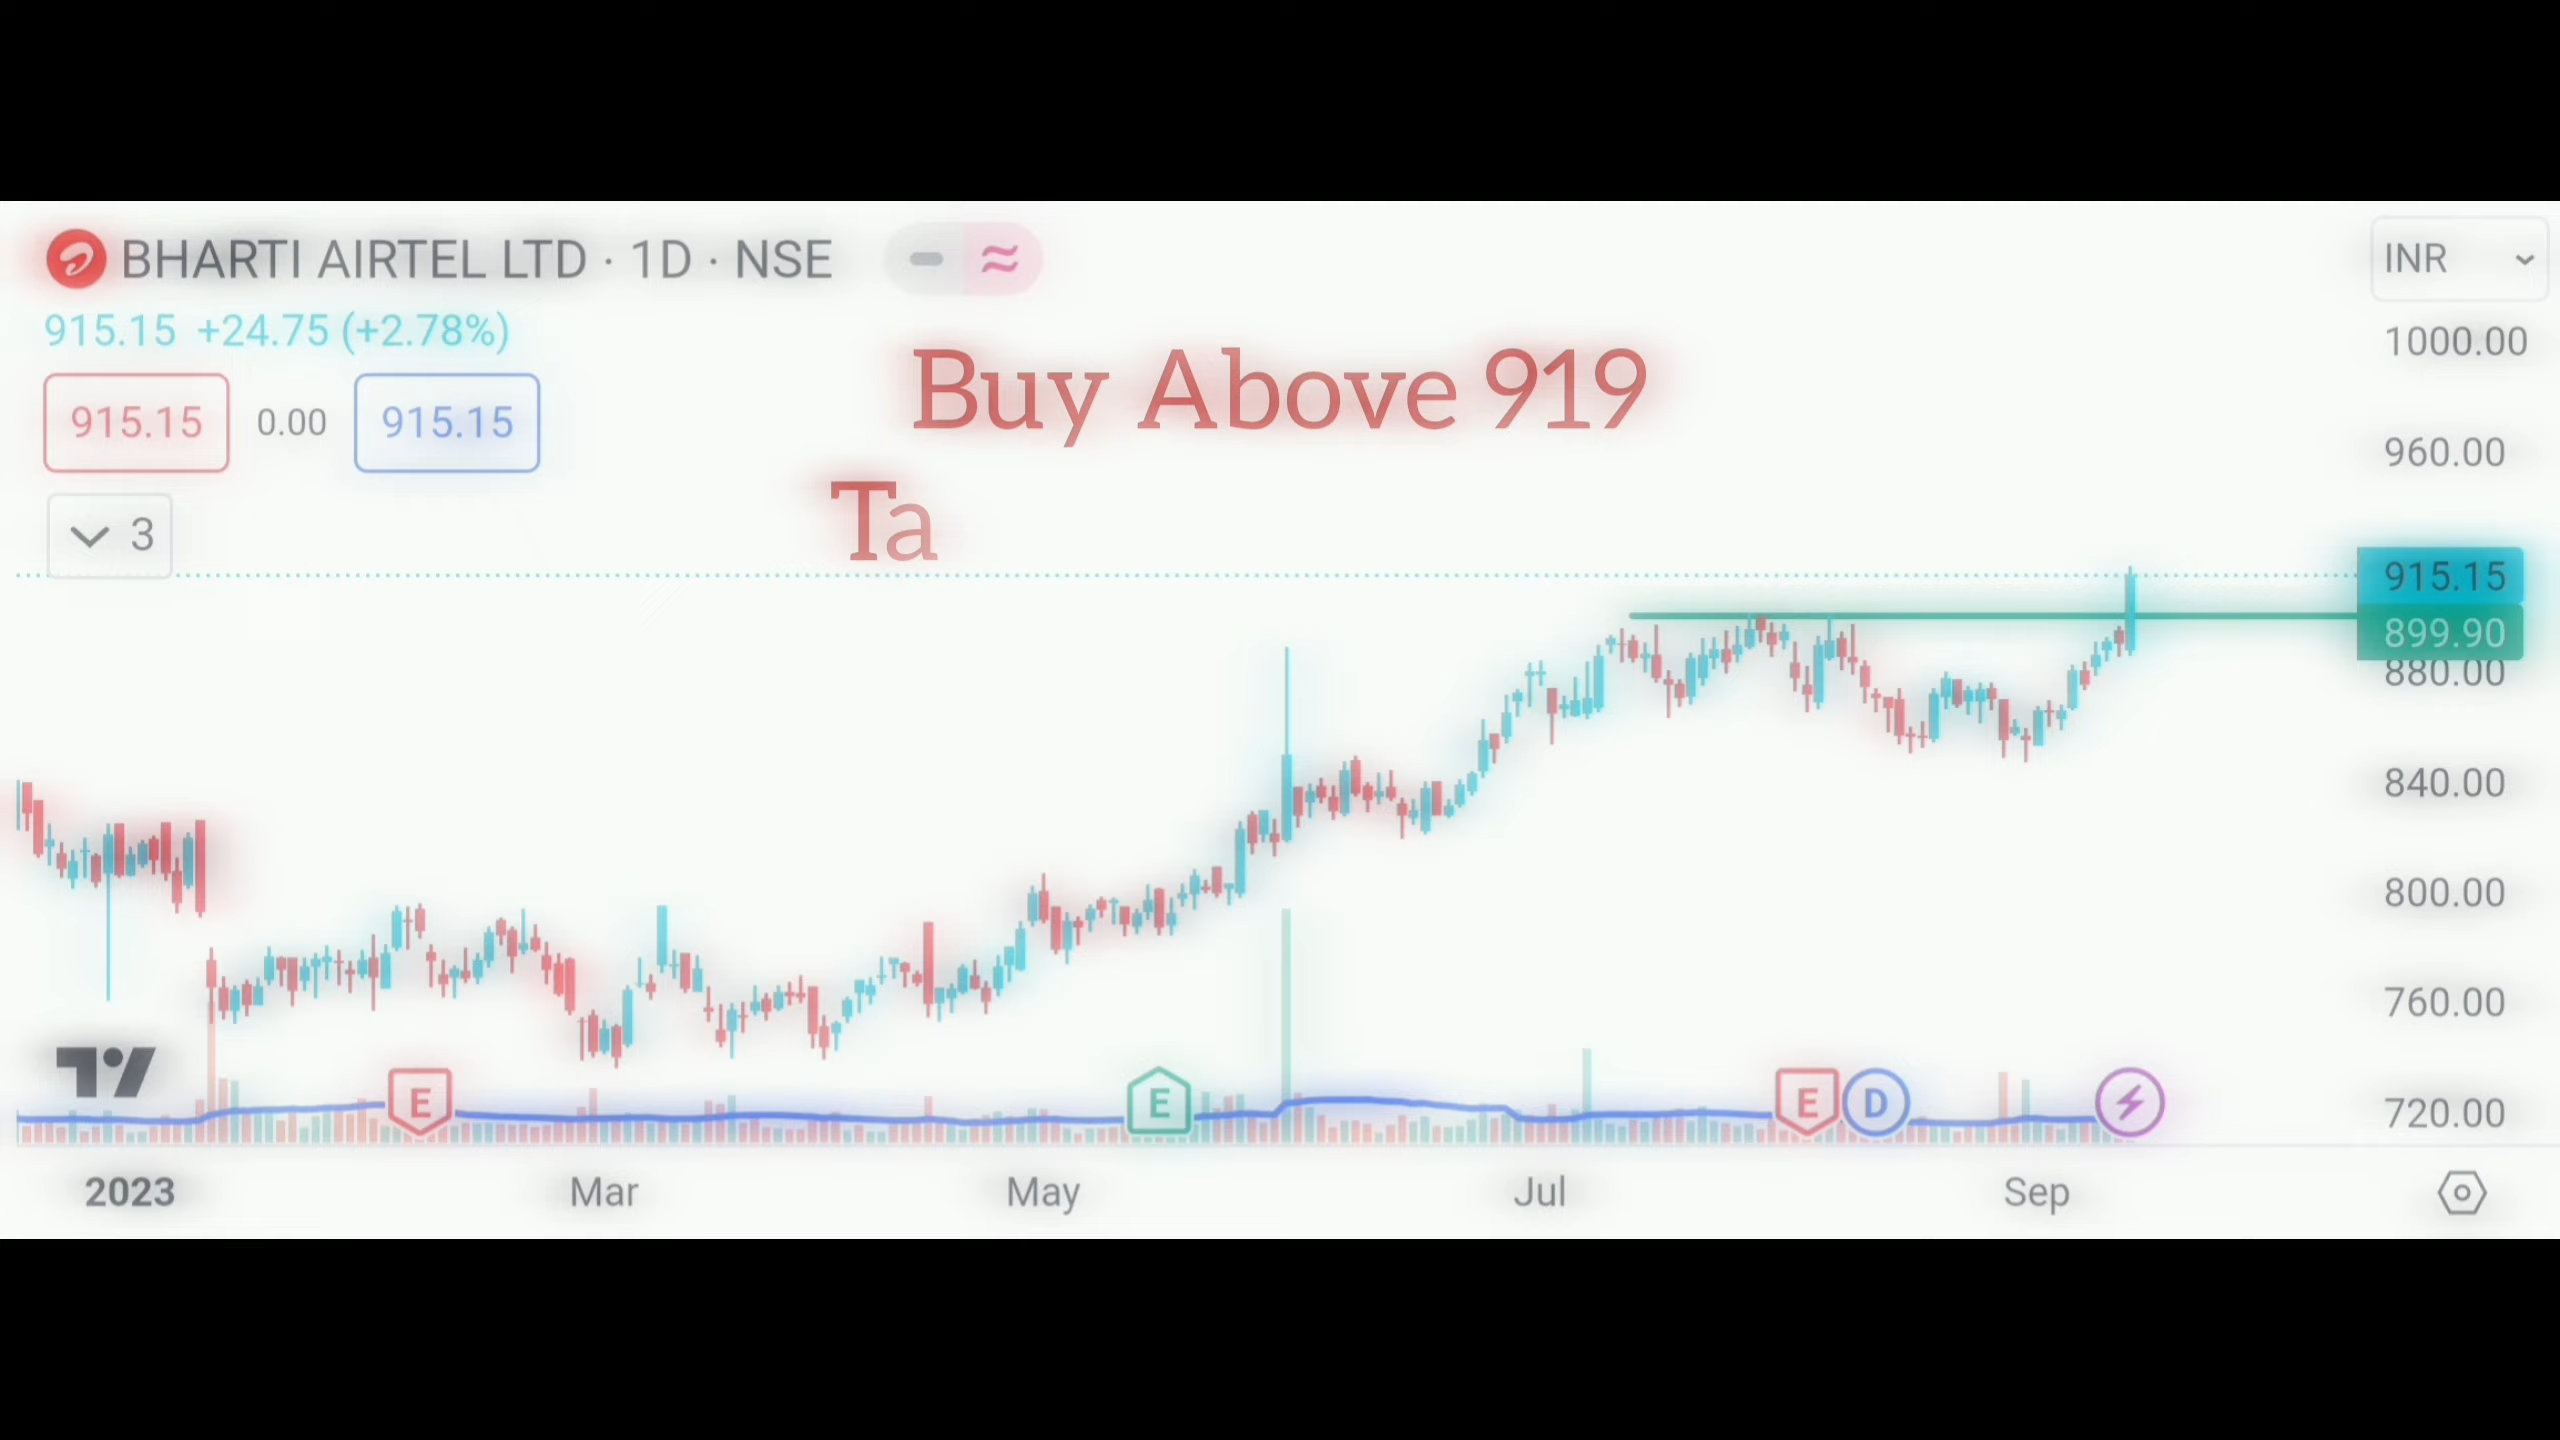 BHARTI AIRTEL LTD · 1D · NSE
INR
915.15 +24.75 (+2.78%)
1000.00
915.15 0.00 915.15
Buy Above 919
960.00
3
Ta
915.15
899.90
880.00
840.00
800.00
760.00
E E E D
720.00
2023 Mar May Jul Sep